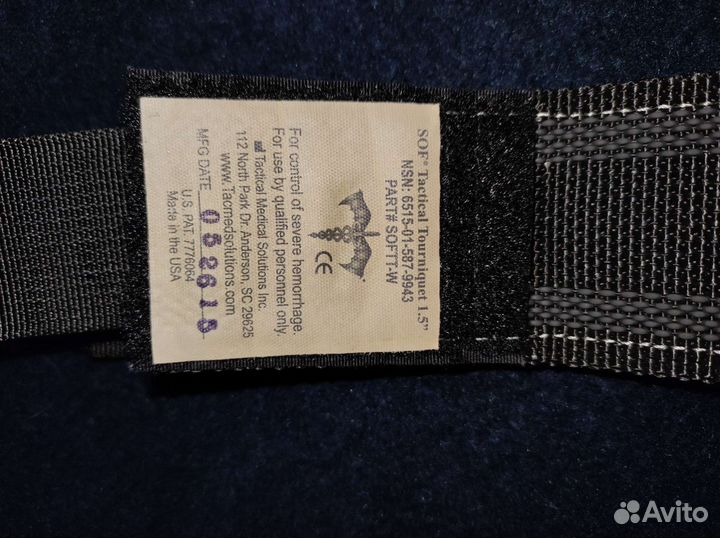 SOF® Tactical Tourniquet 1.5"
NSN: 6515-01-587-9943
PART# SOFTT-W
CE
For control of severe hemorrhage.
For use by qualified personnel only.
Tactical Medical Solutions Inc.
112 North Park Dr. Anderson, SC 29625
www.Tacmedsolutions.com
MFG DATE 052615
U.S. PAT. 7776064
Made in the USA
Avito